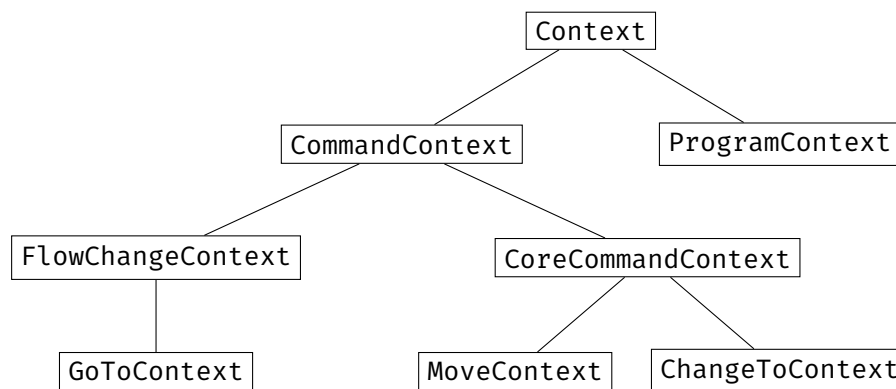 Context
CommandContext
ProgramContext
FlowChangeContext
CoreCommandContext
GoToContext
MoveContext
ChangeToContext